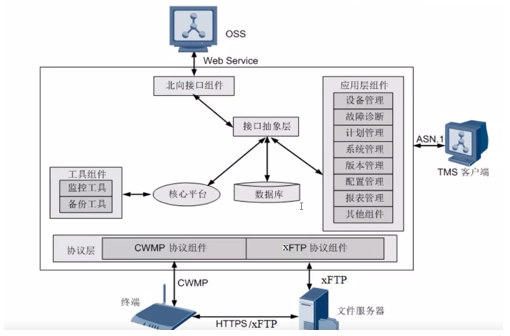 OSS
Web Service
北向接口组件
应用层组件
设备管理
故障诊断
计划管理
系统管理
版本管理
配置管理
报表管理
其他组件
接口抽象层
ASN.1
TMS 客户端
工具组件
监控工具
备份工具
核心平台
数据库
协议层
CWMP 协议组件
xFTP 协议组件
CWMP
xFTP
终端
HTTPS/xFTP
文件服务器